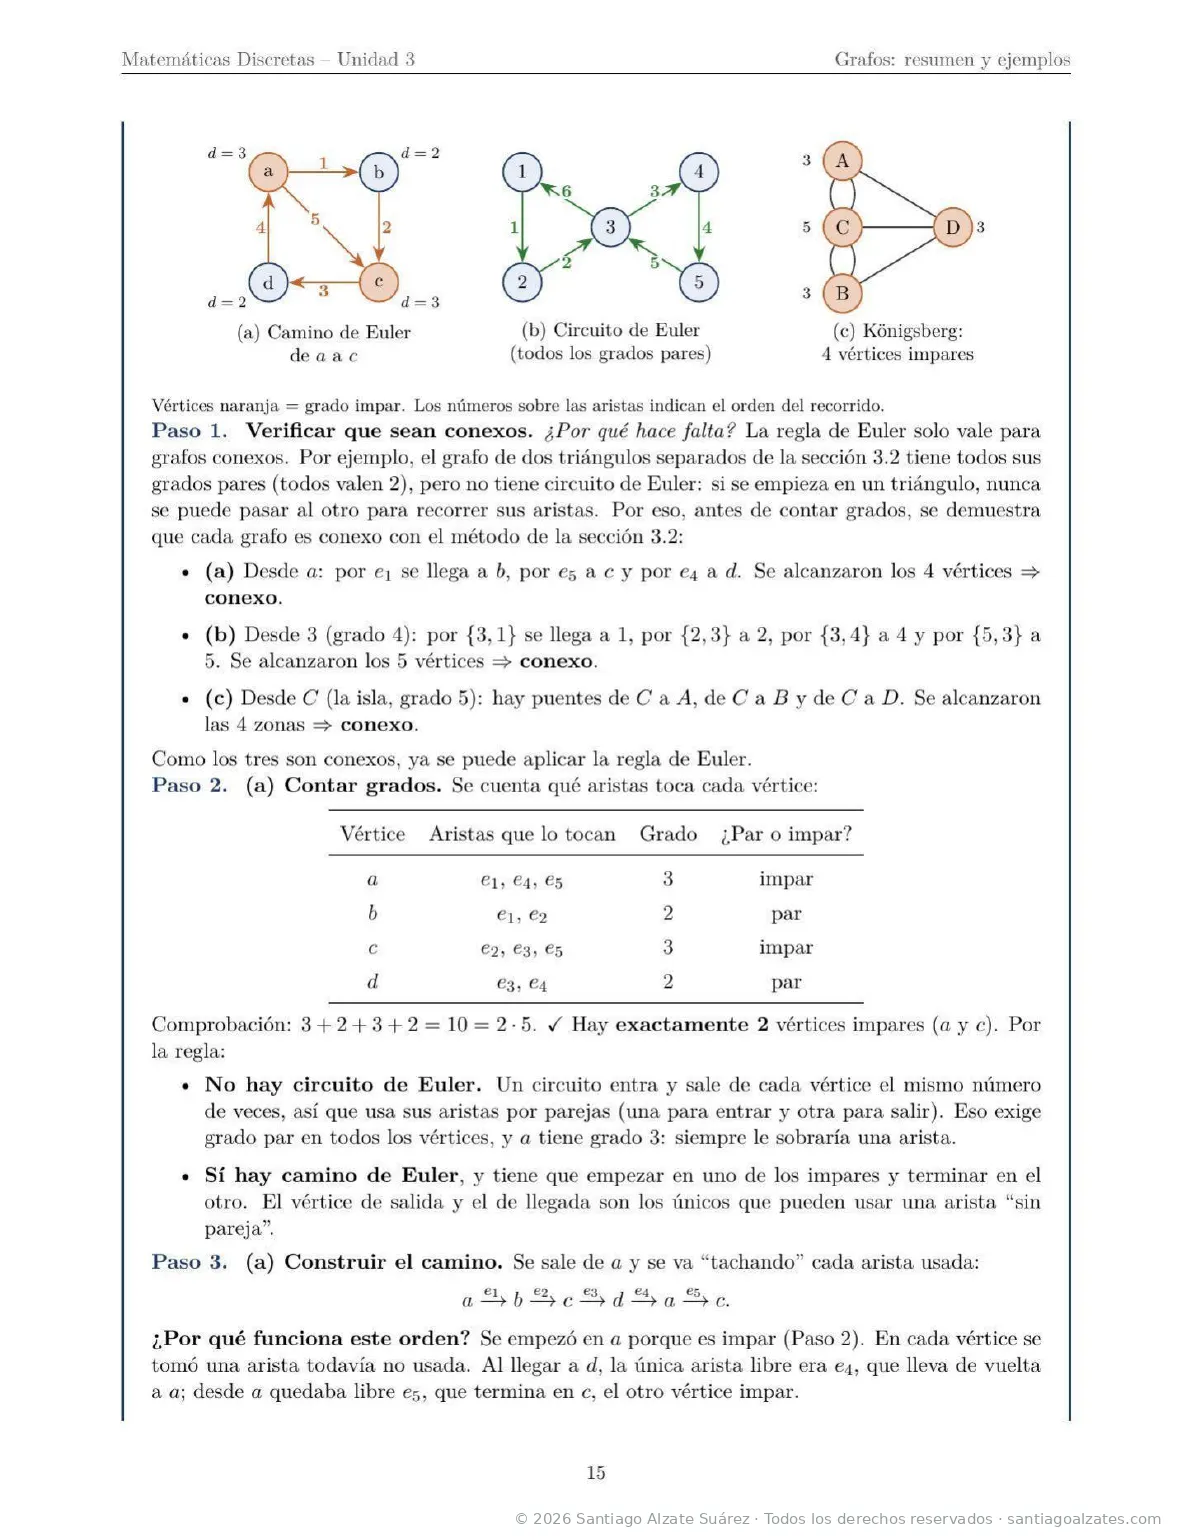 Matemáticas Discretas – Unidad 3
Grafos: resumen y ejemplos
d = 3
a
1
b
d = 2
5
4
2
d
3
c
d = 2
d = 3
(a) Camino de Euler
de a a c
1
6
3
4
1
3
4
2
2
5
5
(b) Circuito de Euler
(todos los grados pares)
3
A
5
C
D
3
3
B
(c) Königsberg:
4 vértices impares
Vértices naranja = grado impar. Los números sobre las aristas indican el orden del recorrido.
Paso 1. Verificar que sean conexos. ¿Por qué hace falta? La regla de Euler solo vale para
grafos conexos. Por ejemplo, el grafo de dos triángulos separados de la sección 3.2 tiene todos sus
grados pares (todos valen 2), pero no tiene circuito de Euler: si se empieza en un triángulo, nunca
se puede pasar al otro para recorrer sus aristas. Por eso, antes de contar grados, se demuestra
que cada grafo es conexo con el método de la sección 3.2:
• (a) Desde a: por e₁ se llega a b, por e₅ a c y por e₄ a d. Se alcanzaron los 4 vértices ⇒
conexo.
• (b) Desde 3 (grado 4): por {3, 1} se llega a 1, por {2, 3} a 2, por {3, 4} a 4 y por {5, 3} a
5. Se alcanzaron los 5 vértices ⇒ conexo.
• (c) Desde C (la isla, grado 5): hay puentes de C a A, de C a B y de C a D. Se alcanzaron
las 4 zonas ⇒ conexo.
Como los tres son conexos, ya se puede aplicar la regla de Euler.
Paso 2. (a) Contar grados. Se cuenta qué aristas toca cada vértice:
Vértice Aristas que lo tocan Grado ¿Par o impar?
a e₁, e₄, e₅ 3 impar
b e₁, e₂ 2 par
c e₂, e₃, e₅ 3 impar
d e₃, e₄ 2 par
Comprobación: 3 + 2 + 3 + 2 = 10 = 2 · 5. ✓ Hay exactamente 2 vértices impares (a y c). Por
la regla:
• No hay circuito de Euler. Un circuito entra y sale de cada vértice el mismo número
de veces, así que usa sus aristas por parejas (una para entrar y otra para salir). Eso exige
grado par en todos los vértices, y a tiene grado 3: siempre le sobraría una arista.
• Sí hay camino de Euler, y tiene que empezar en uno de los impares y terminar en el
otro. El vértice de salida y el de llegada son los únicos que pueden usar una arista “sin
pareja”.
Paso 3. (a) Construir el camino. Se sale de a y se va “tachando” cada arista usada:
a —e₁→ b —e₂→ c —e₃→ d —e₄→ a —e₅→ c.
¿Por qué funciona este orden? Se empezó en a porque es impar (Paso 2). En cada vértice se
tomó una arista todavía no usada. Al llegar a d, la única arista libre era e₄, que lleva de vuelta
a a; desde a quedaba libre e₅, que termina en c, el otro vértice impar.
15
© 2026 Santiago Alzate Suárez · Todos los derechos reservados · santiagoalzates.com